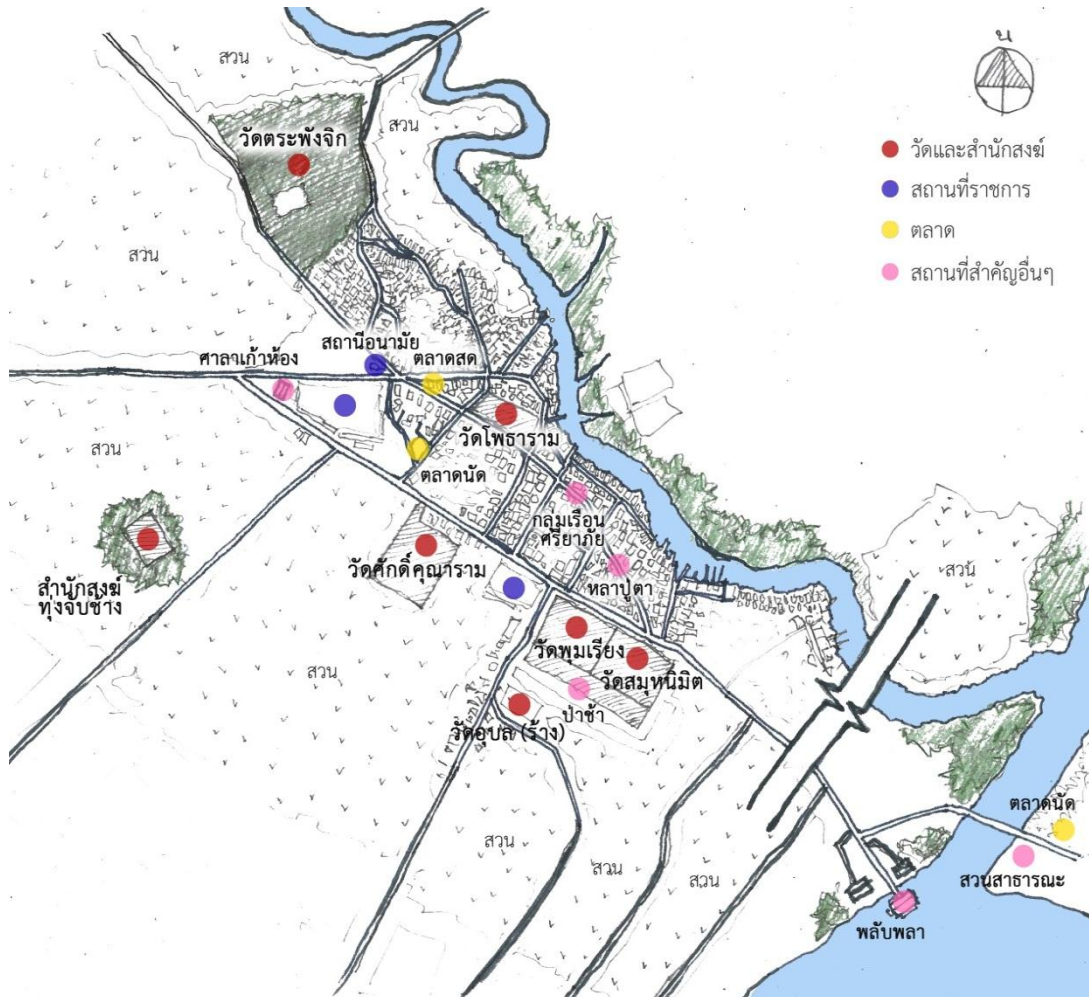 น
สวน
สวน
วัดตระพังจิก
วัดและสำนักสงฆ์
สถานที่ราชการ
ตลาด
สถานที่สำคัญอื่นๆ
สวน
สถานีอนามัย
ศาลาเก้าห้อง
ตลาดสด
วัดโพธาราม
สวน
ตลาดนัด
กลุ่มเรือน
ศรียาภัย
วัดศักดิ์คุณาราม
หลาปูตา
สวน
สำนักสงฆ์
ทุ่งจับช้าง
วัดพุมเรียง
สวน
วัดสมุหนิมิต
ป่าช้า
วัดอุบล (ร้าง)
ตลาดนัด
สวน
สวน
สวน
สวนสาธารณะ
พลับพลา